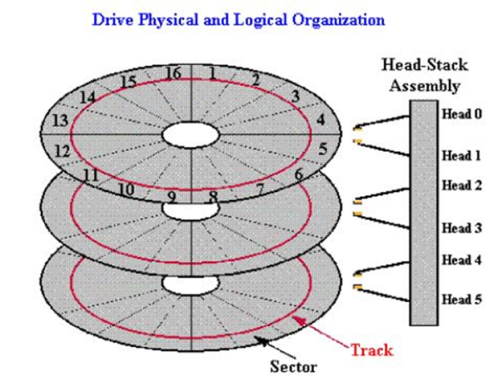 Drive Physical and Logical Organization
Head-Stack
Assembly
16
1
15
2
14
3
13
4
12
5
11
6
10
7
9
8
Head 0
Head 1
Head 2
Head 3
Head 4
Head 5
Track
Sector